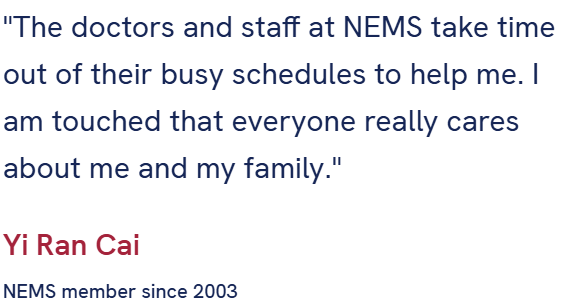 "The doctors and staff at NEMS take time
out of their busy schedules to help me. I
am touched that everyone really cares
about me and my family."
Yi Ran Cai
NEMS member since 2003